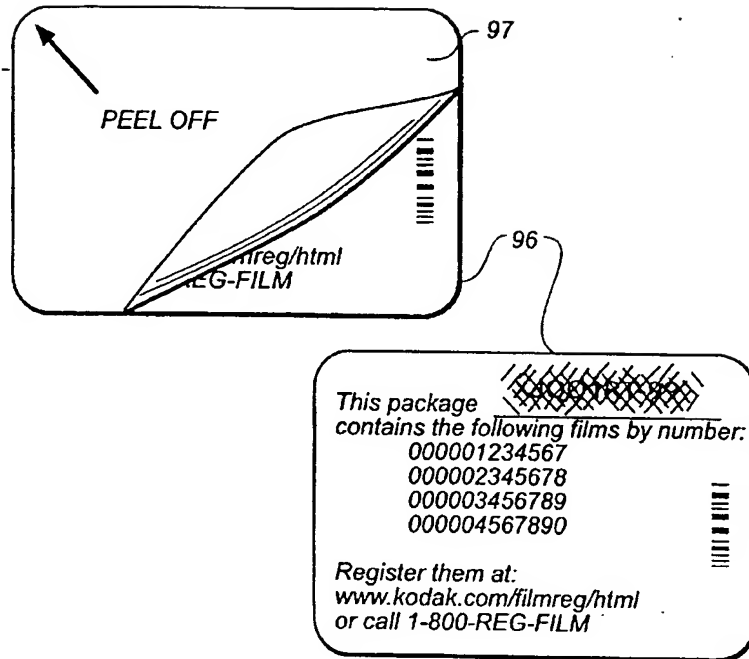 97
PEEL OFF
mreg/html
REG-FILM
96
This package
contains the following films by number:
000001234567
000002345678
000003456789
000004567890
Register them at:
www.kodak.com/filmreg/html
or call 1-800-REG-FILM